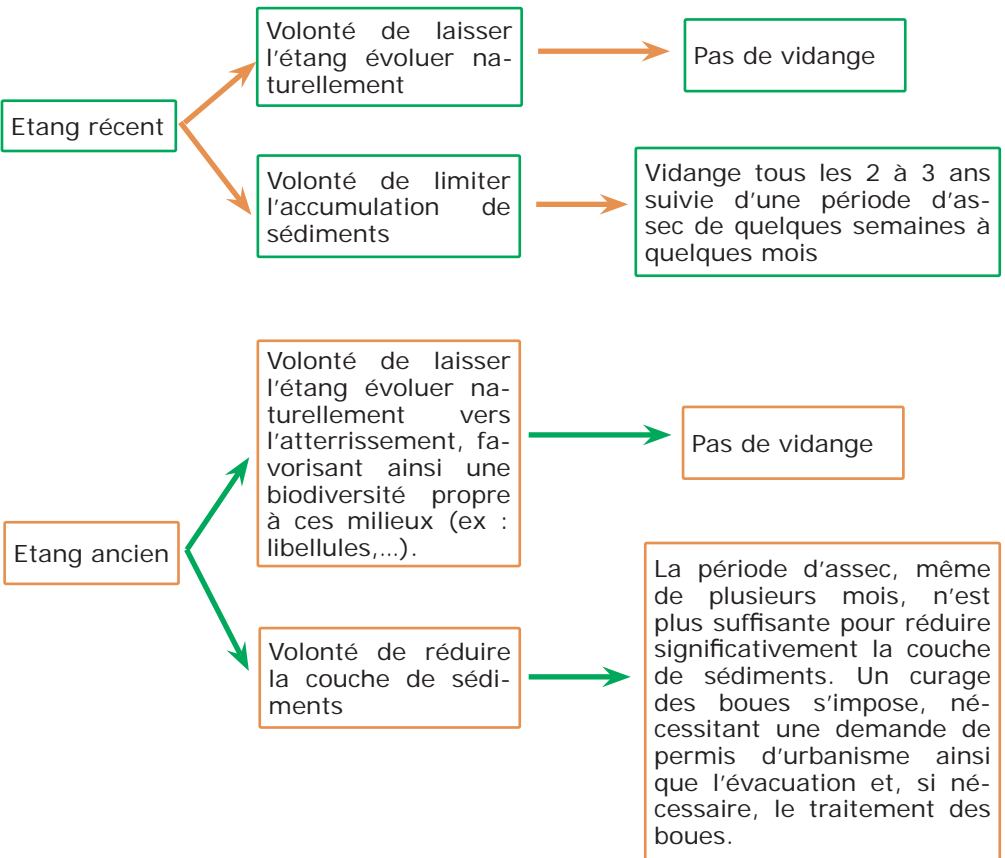 Etang récent
Volonté de laisser
l'étang évoluer na-
turellement
Pas de vidange
Volonté de limiter
l'accumulation de
sédiments
Vidange tous les 2 à 3 ans
suivie d'une période d'as-
sec de quelques semaines à
quelques mois
Etang ancien
Volonté de laisser
l'étang évoluer na-
turellement vers
l'atterrissement, fa-
vorisant ainsi une
biodiversité propre
à ces milieux (ex :
libellules,...).
Pas de vidange
Volonté de réduire
la couche de sédi-
ments
La période d'assec, même
de plusieurs mois, n'est
plus suffisante pour réduire
significativement la couche
de sédiments. Un curage
des boues s'impose, né-
cessitant une demande de
permis d'urbanisme ainsi
que l'évacuation et, si né-
cessaire, le traitement des
boues.